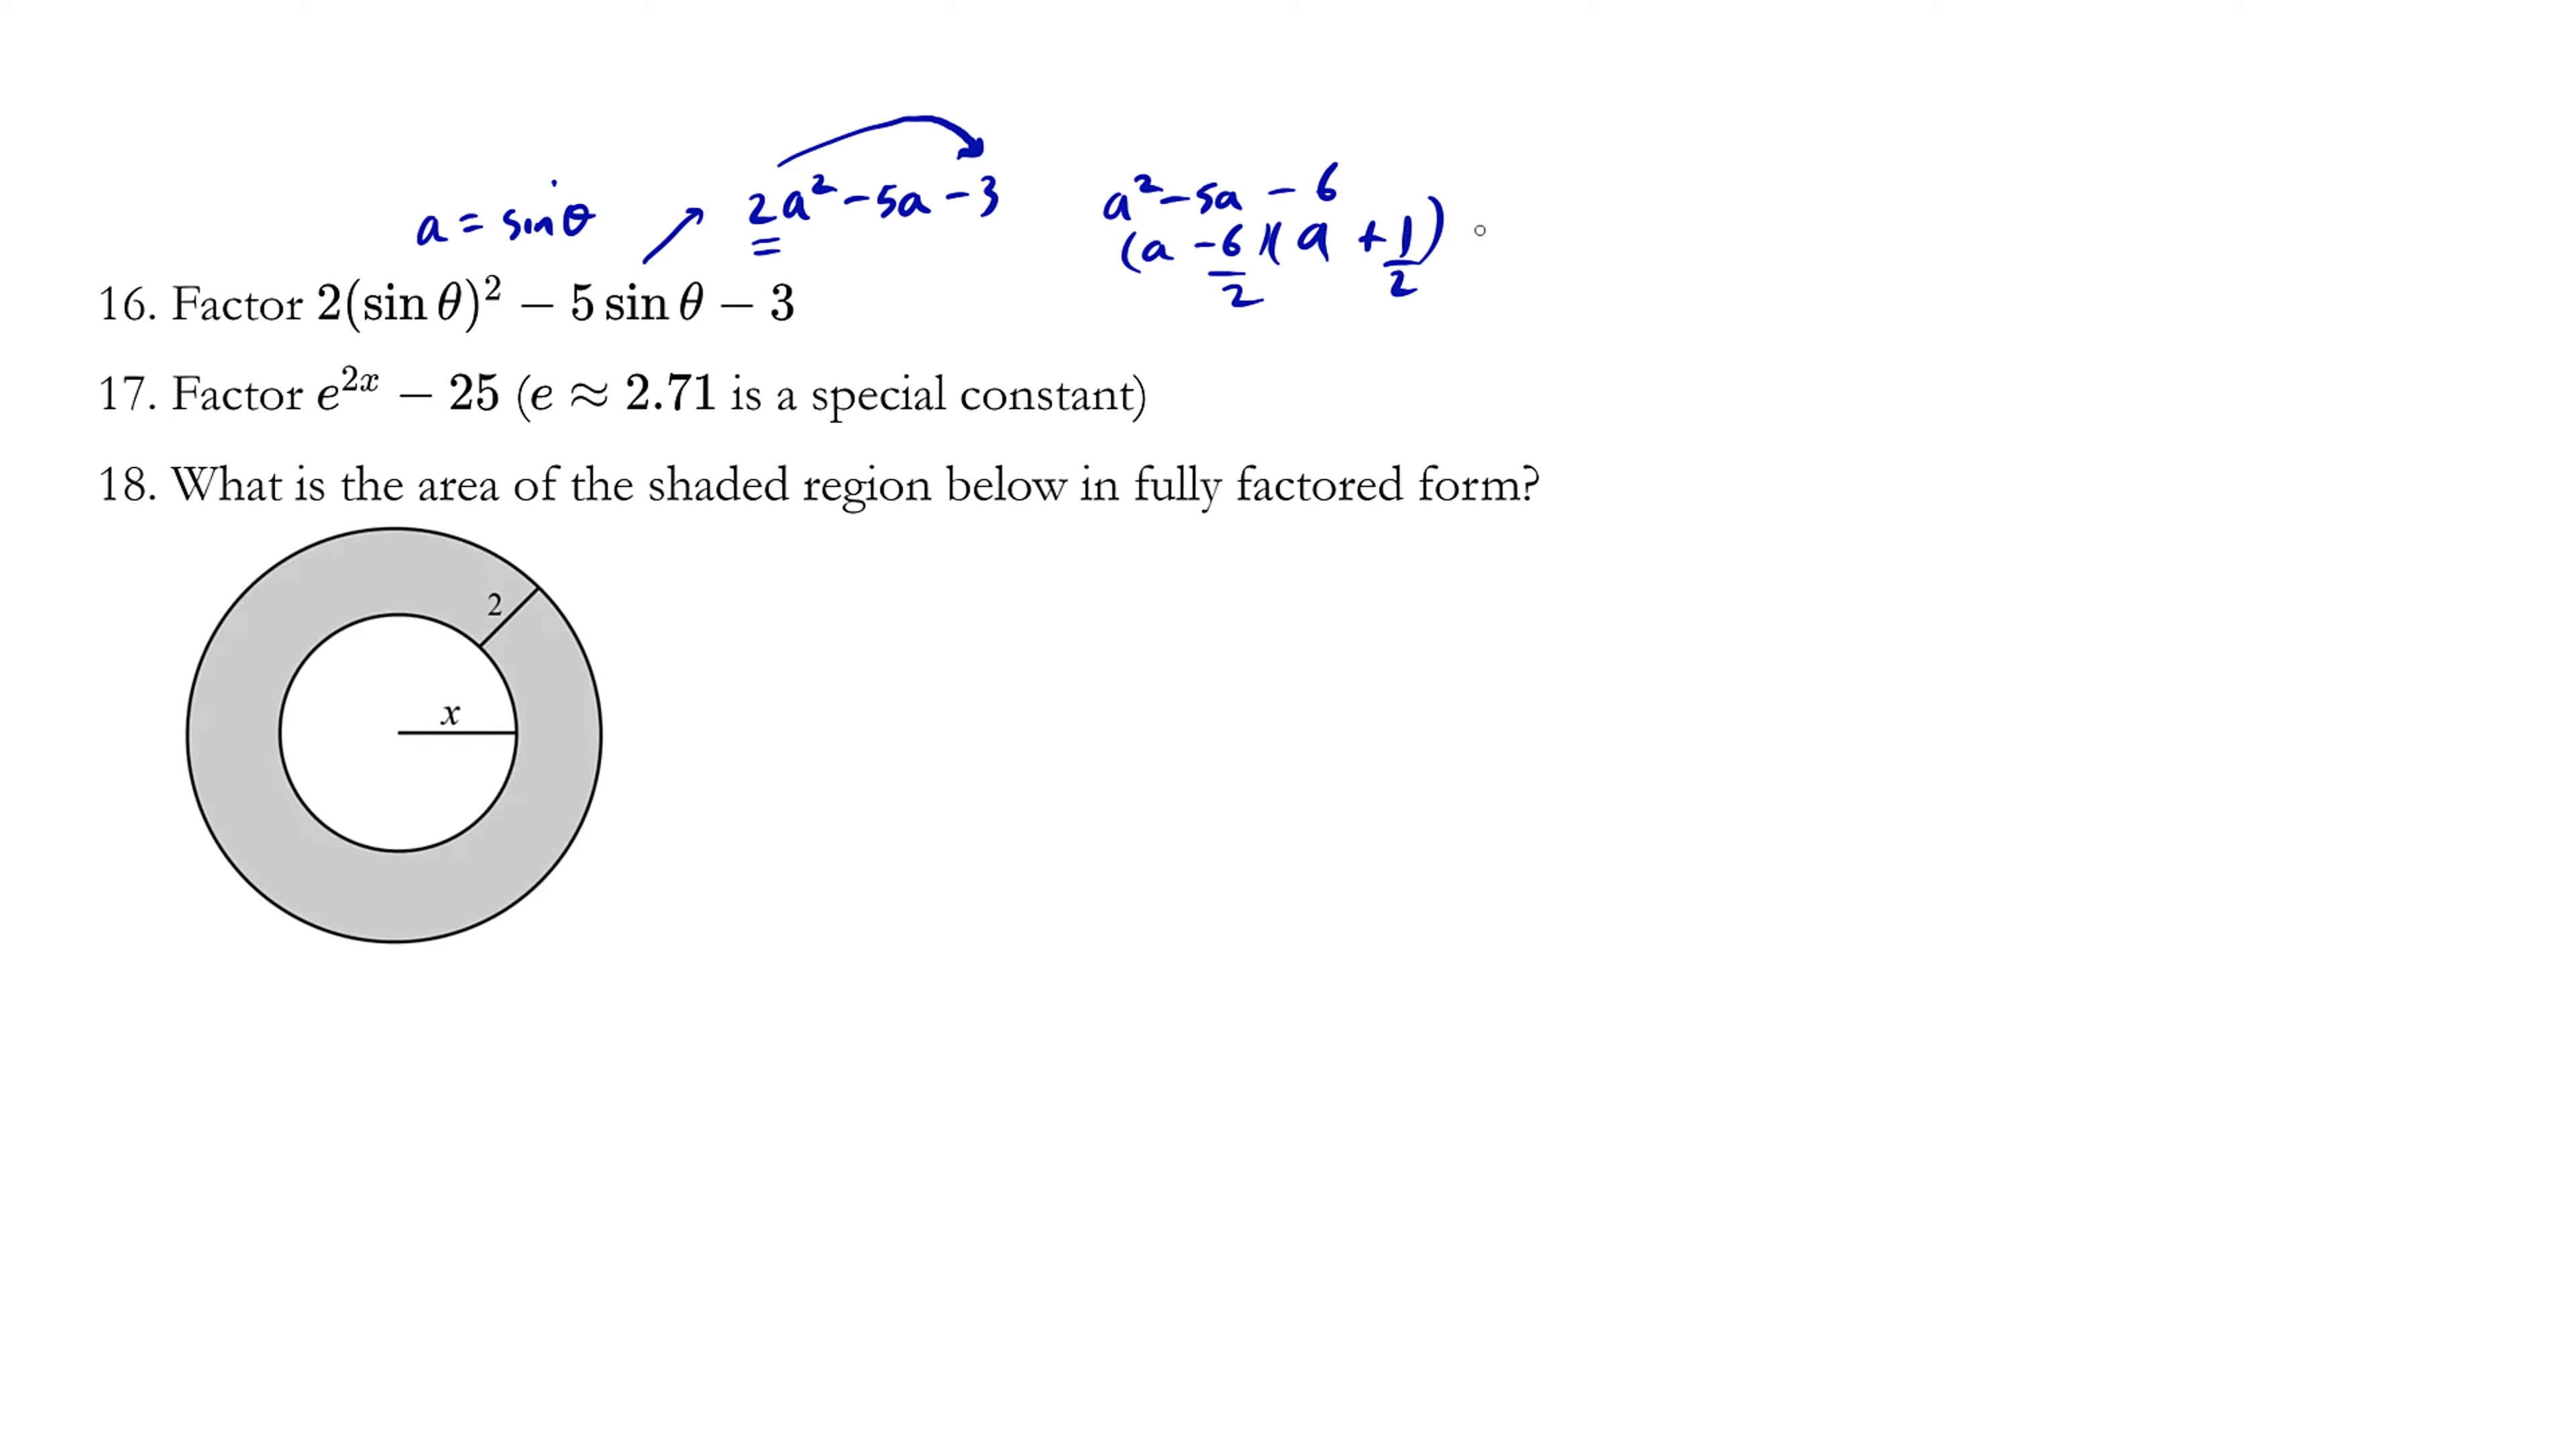 a = sinθ ↗ 2a² - 5a - 3 a² - 5a - 6
(a - 6/2)(a + 1/2)
16. Factor 2(sin θ)² − 5 sin θ − 3
17. Factor e²ˣ − 25 (e ≈ 2.71 is a special constant)
18. What is the area of the shaded region below in fully factored form?
2
x